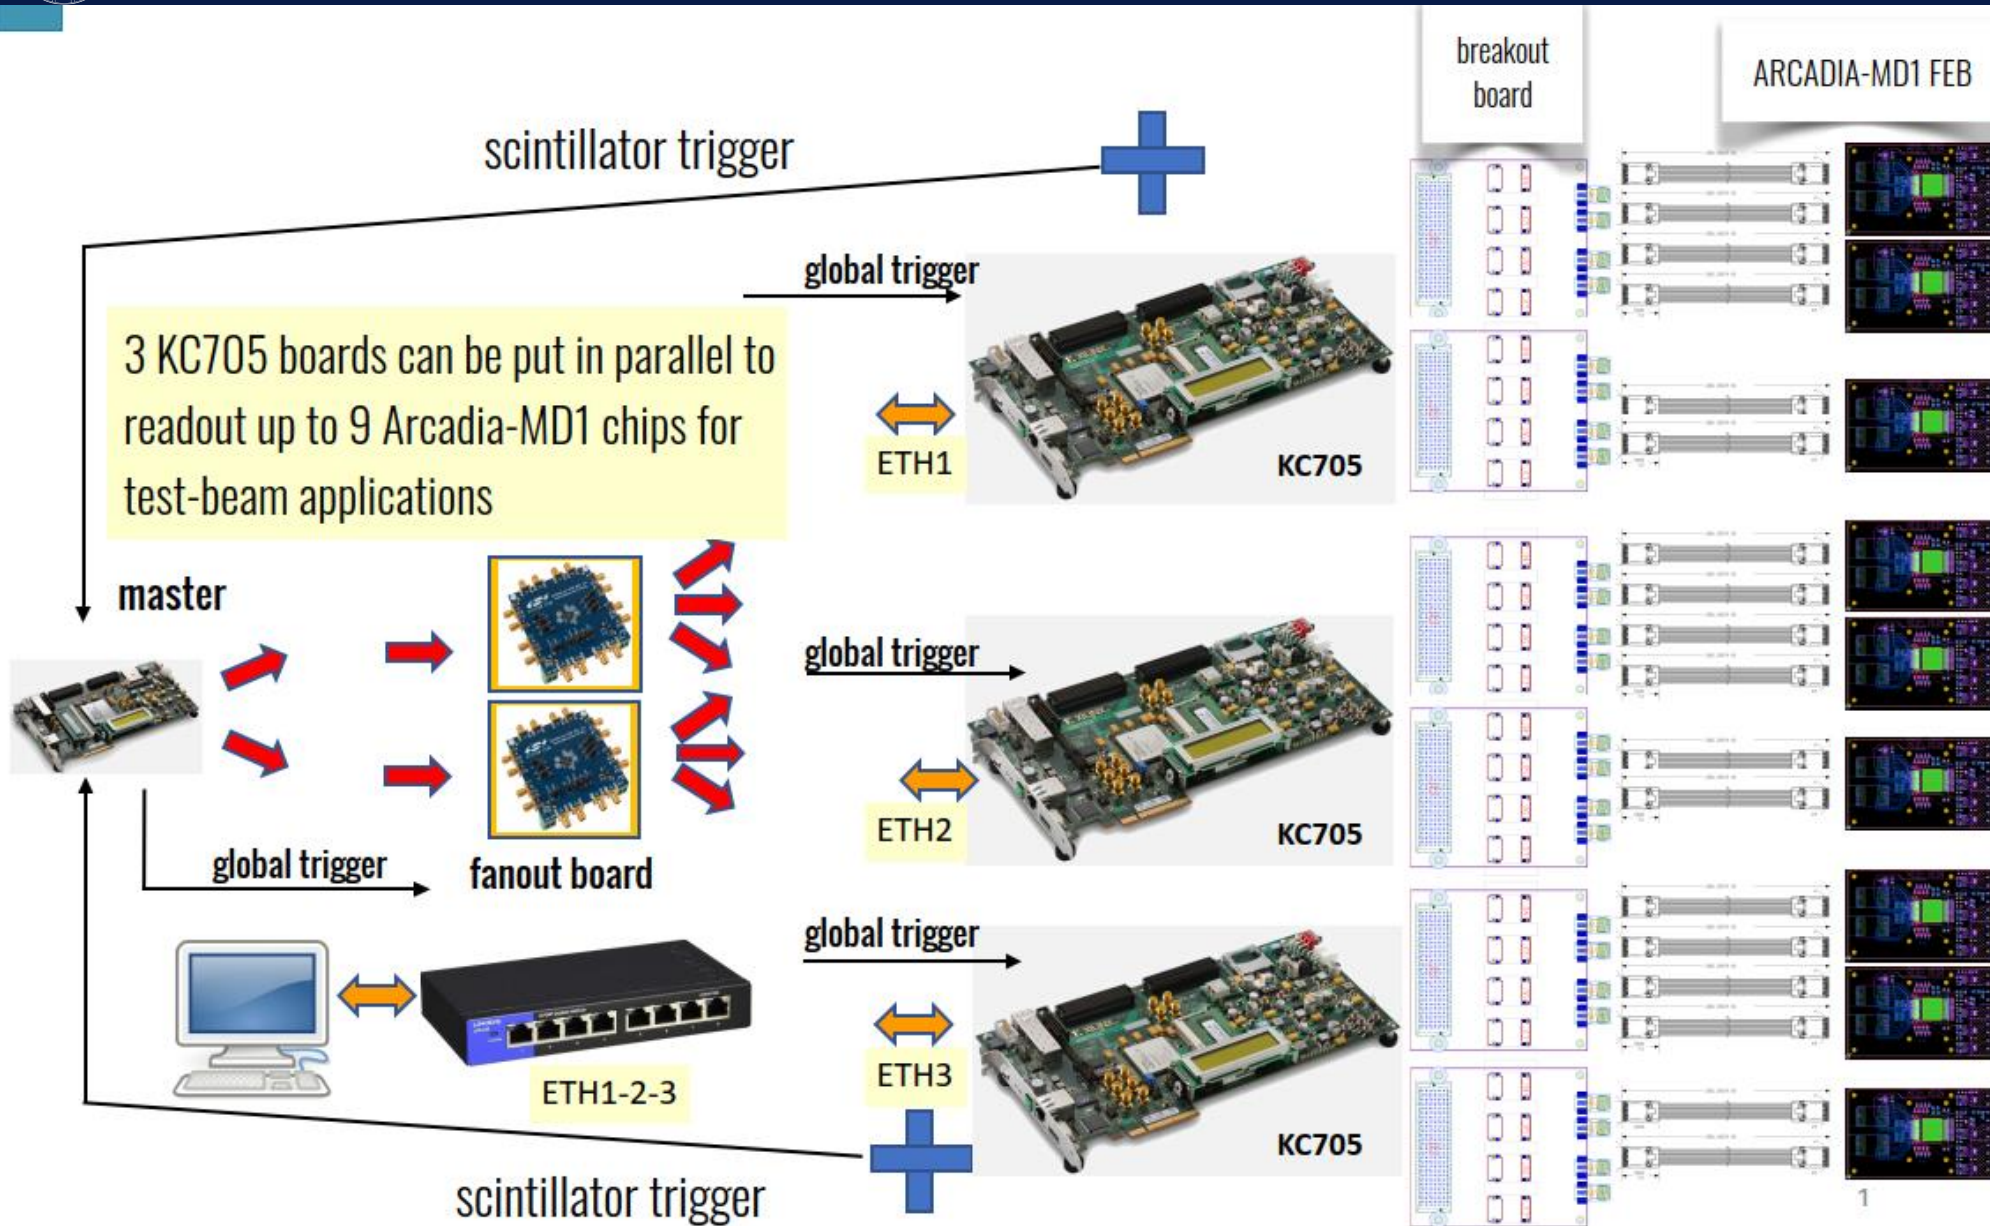 breakout
board
ARCADIA-MD1 FEB
scintillator trigger
global trigger
3 KC705 boards can be put in parallel to
readout up to 9 Arcadia-MD1 chips for
test-beam applications
ETH1
KC705
master
global trigger
ETH2
KC705
global trigger
fanout board
global trigger
ETH3
ETH1-2-3
KC705
scintillator trigger
1